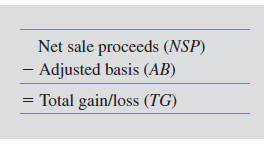 Net sale proceeds (NSP)
− Adjusted basis (AB)
= Total gain/loss (TG)